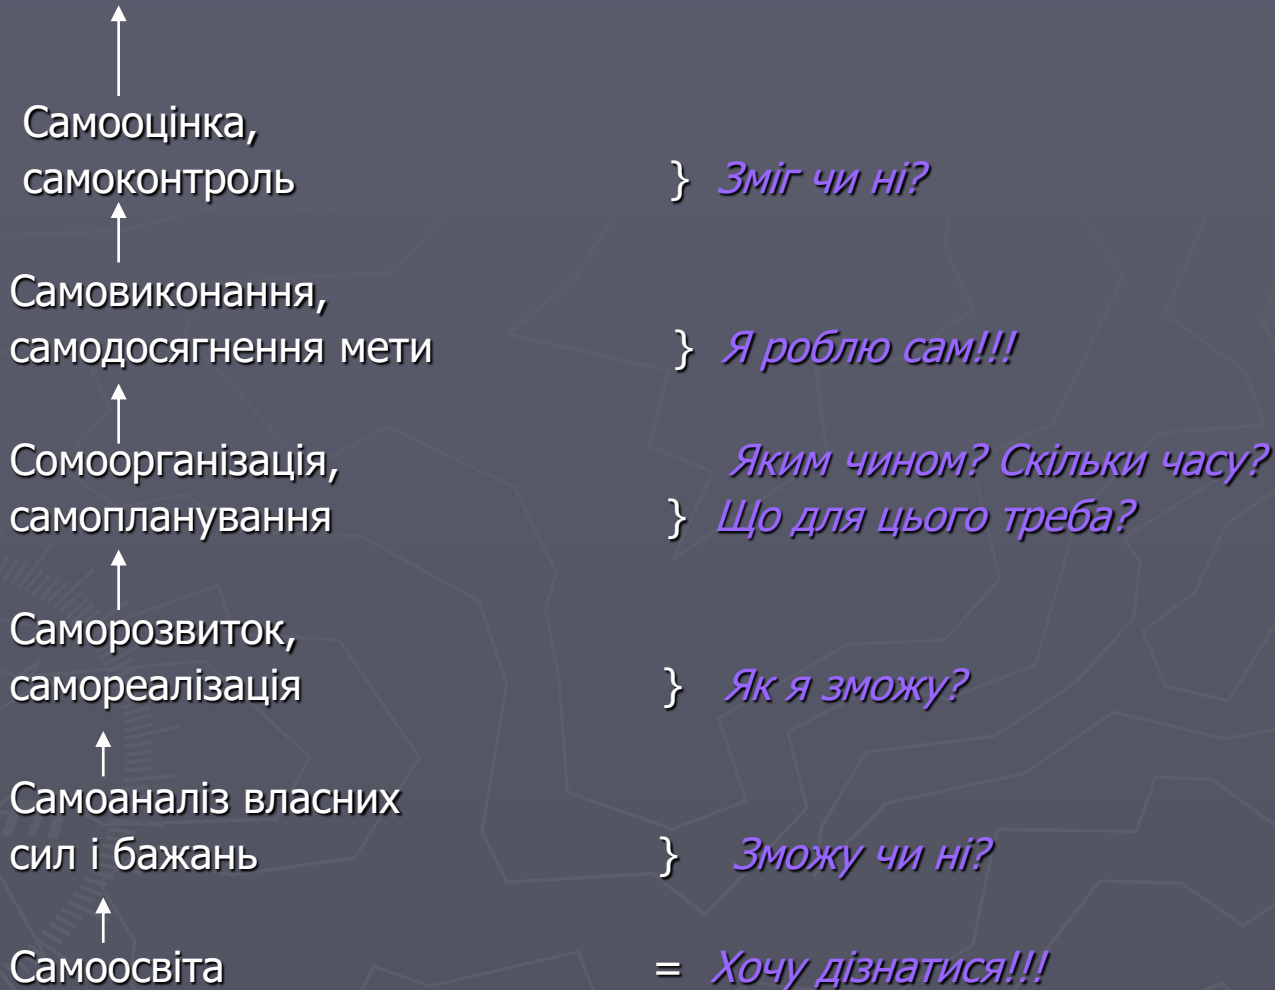 Самооцінка,
самоконтроль } Зміг чи ні?
Самовиконання,
самодосягнення мети } Я роблю сам!!!
Сомоорганізація, Яким чином? Скільки часу?
самопланування } Що для цього треба?
Саморозвиток,
самореалізація } Як я зможу?
Самоаналіз власних
сил і бажань } Зможу чи ні?
Самоосвіта = Хочу дізнатися!!!